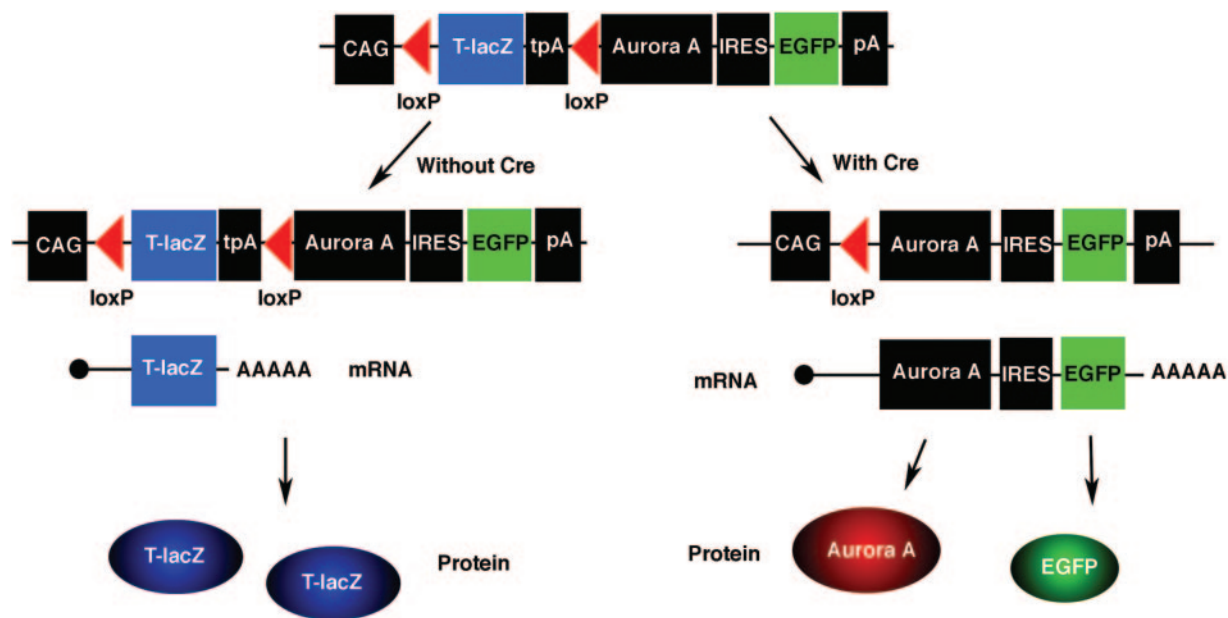 CAG T-lacZ tpA Aurora A IRES EGFP pA
loxP loxP
Without Cre
With Cre
CAG T-lacZ tpA Aurora A IRES EGFP pA
loxP loxP
CAG Aurora A IRES EGFP pA
loxP
T-lacZ AAAAA mRNA
mRNA Aurora A IRES EGFP AAAAA
T-lacZ
T-lacZ
Protein
Protein
Aurora A
EGFP